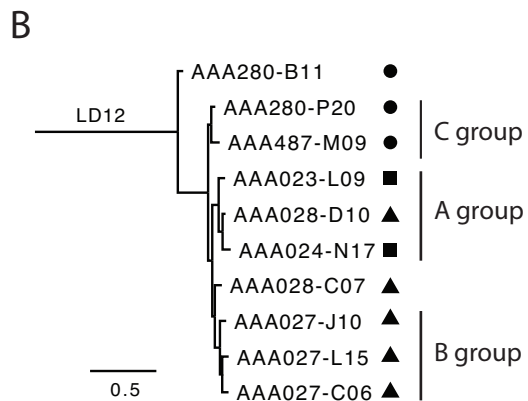 B
AAA280-B11
LD12
AAA280-P20
C group
AAA487-M09
AAA023-L09
AAA028-D10
A group
AAA024-N17
AAA028-C07
AAA027-J10
AAA027-L15
B group
AAA027-C06
0.5